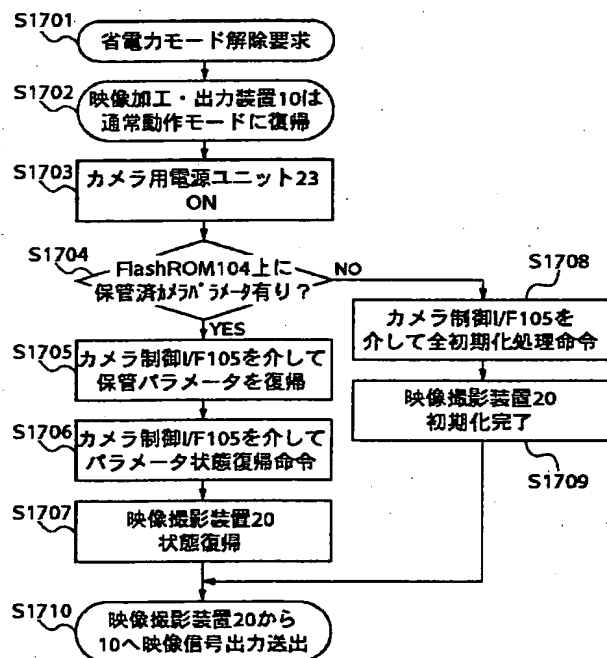 S1701
省電力モード解除要求
S1702
映像加工・出力装置10は
通常動作モードに復帰
S1703
カメラ用電源ユニット23
ON
S1704
FlashROM104上に
保管済ｶﾒﾗﾊﾟﾗﾒｰﾀ有り？
NO
YES
S1705
カメラ制御I/F105を介して
保管パラメータを復帰
S1706
カメラ制御I/F105を介して
パラメータ状態復帰命令
S1707
映像撮影装置20
状態復帰
S1708
カメラ制御I/F105を
介して全初期化処理命令
映像撮影装置20
初期化完了
S1709
S1710
映像撮影装置20から
10へ映像信号出力送出